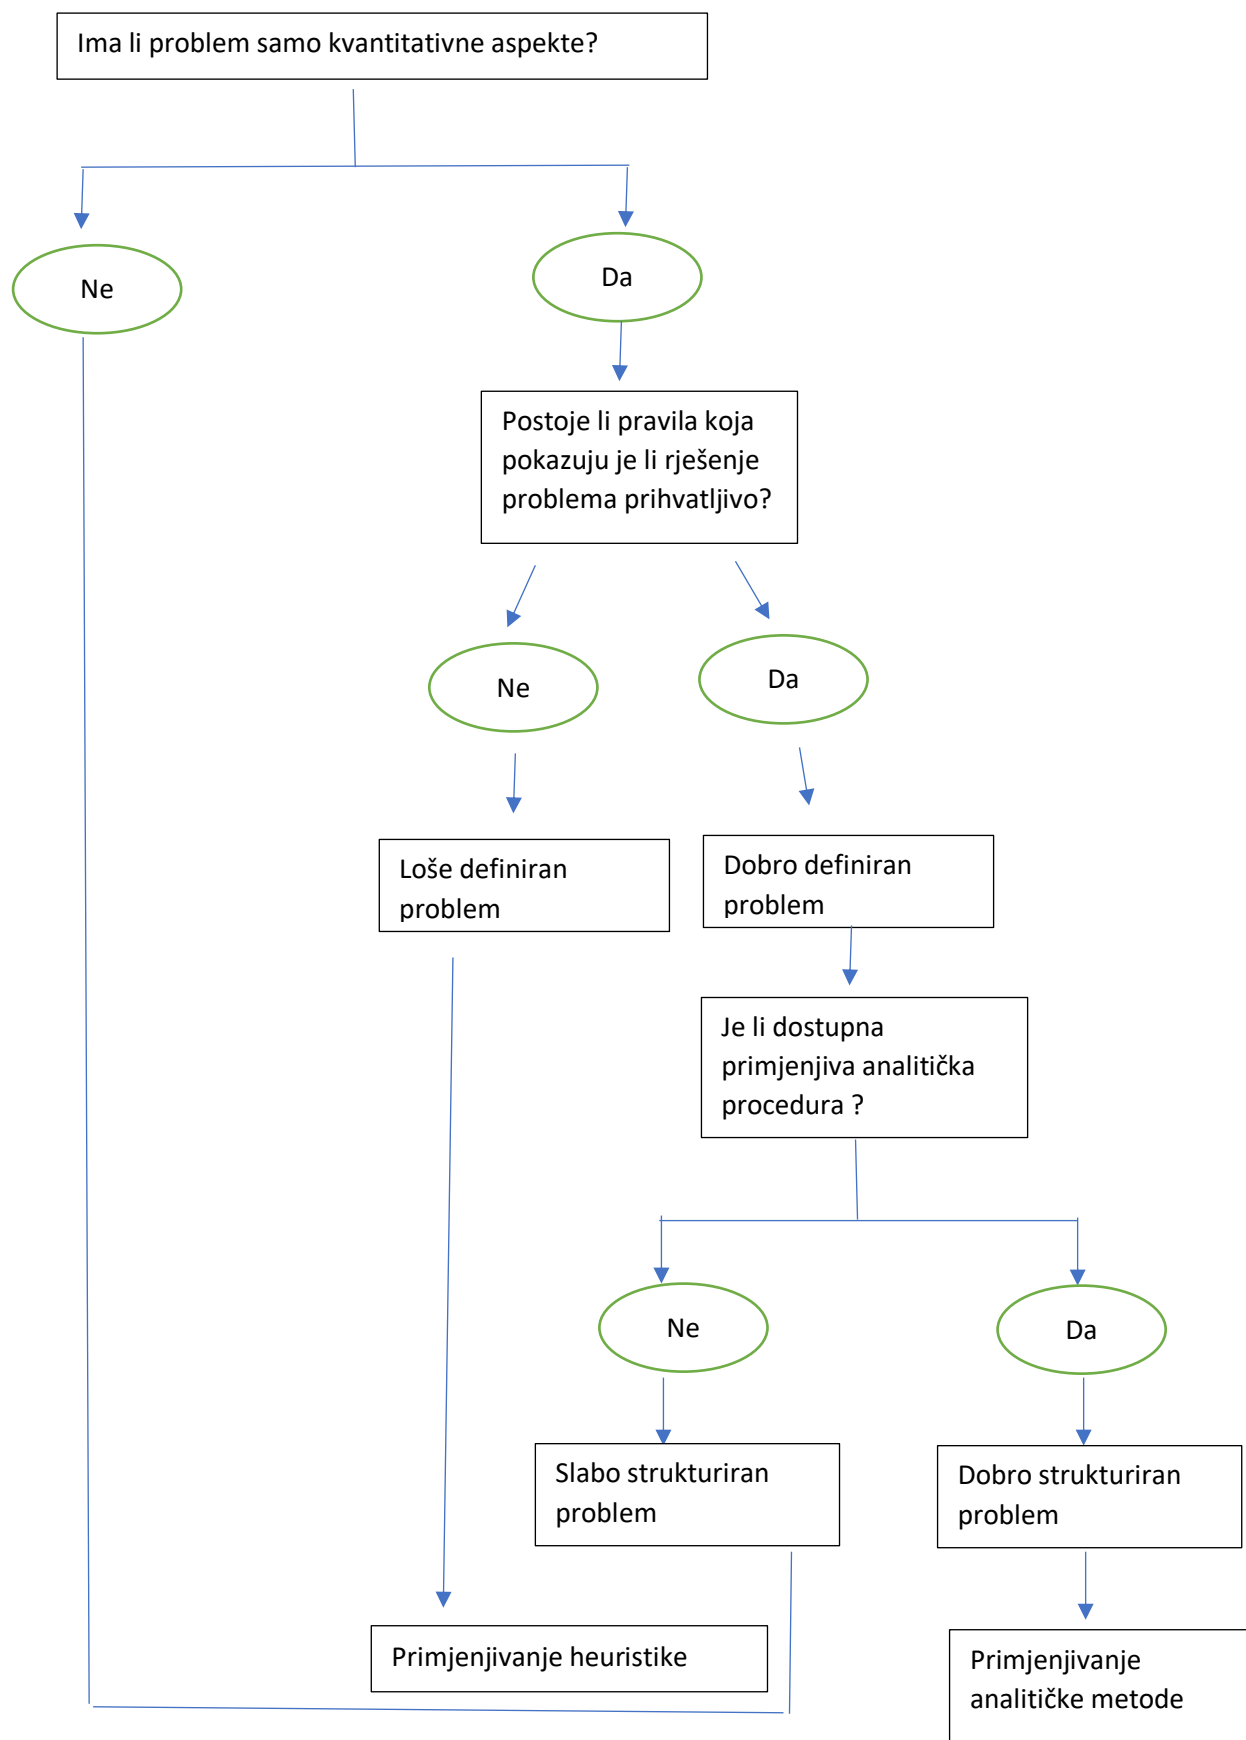 Ima li problem samo kvantitativne aspekte?
Ne
Da
Postoje li pravila koja
pokazuju je li rješenje
problema prihvatljivo?
Ne
Da
Loše definiran
problem
Dobro definiran
problem
Je li dostupna
primjenjiva analitička
procedura ?
Ne
Da
Slabo strukturiran
problem
Dobro strukturiran
problem
Primjenjivanje heuristike
Primjenjivanje
analitičke metode